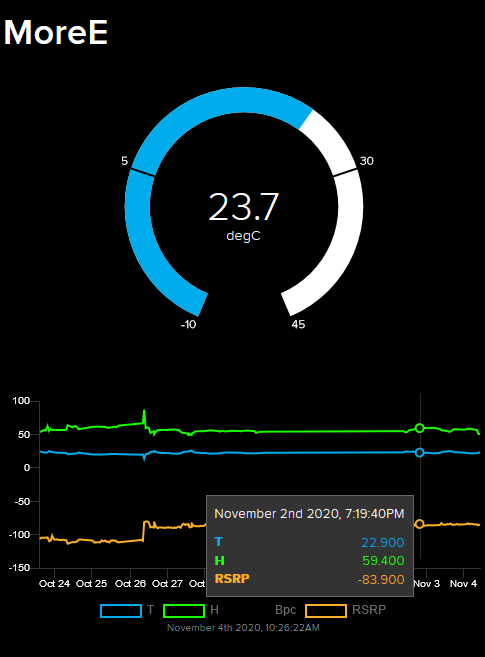 MoreE
5
30
23.7
degC
-10
45
100
50
0
-50
-100
-150
November 2nd 2020, 7:19:40PM
T 22.900
H 59.400
RSRP -83.900
Oct 24 Oct 25 Oct 26 Oct 27 Oct Nov 3 Nov 4
T H Bpc RSRP
November 4th 2020, 10:26:22AM